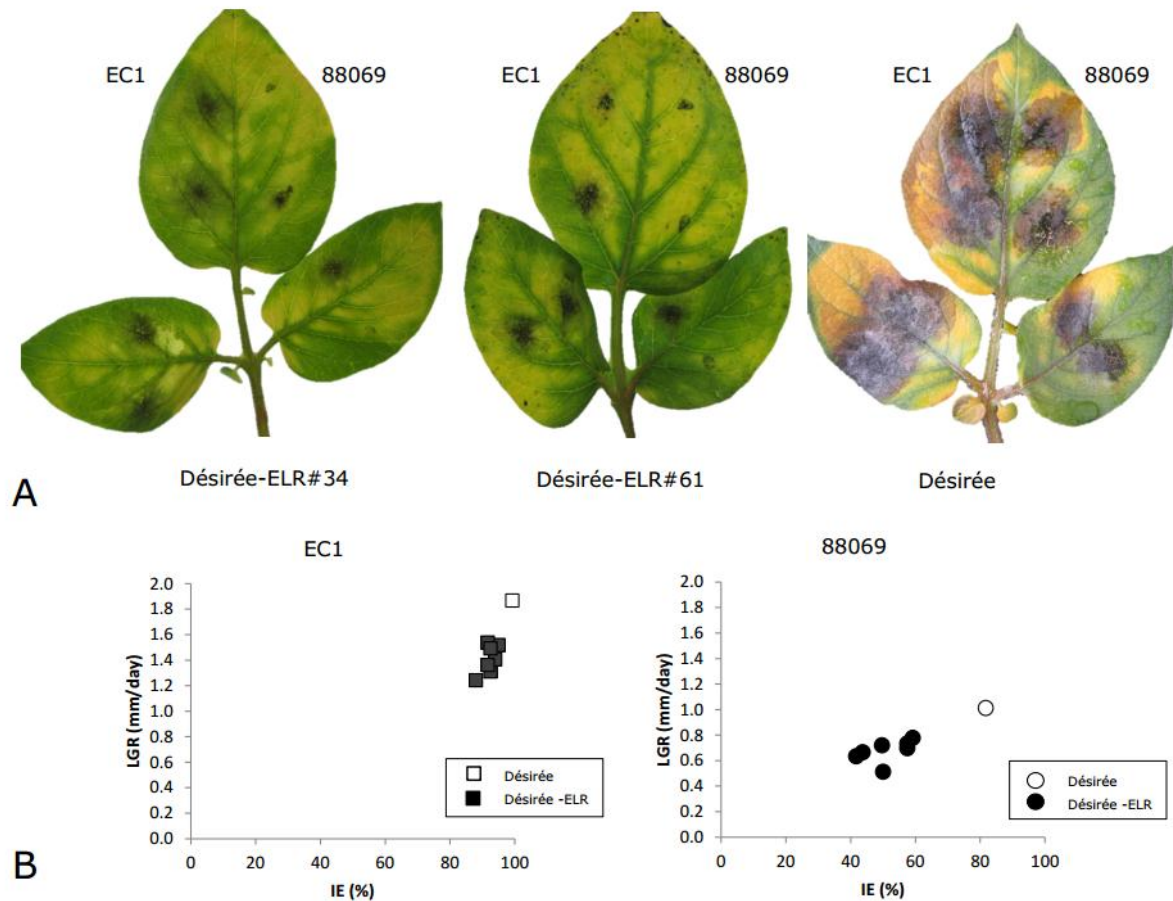 EC1 88069 EC1 88069 EC1 88069
Désirée-ELR#34 Désirée-ELR#61 Désirée
A
EC1 88069
2.0
1.8
1.6
1.4
1.2
1.0
0.8
0.6
0.4
0.2
0.0
LGR (mm/day)
0 20 40 60 80 100
IE (%)
Désirée
Désirée -ELR
2.0
1.8
1.6
1.4
1.2
1.0
0.8
0.6
0.4
0.2
0.0
LGR (mm/day)
0 20 40 60 80 100
IE (%)
Désirée
Désirée -ELR
B